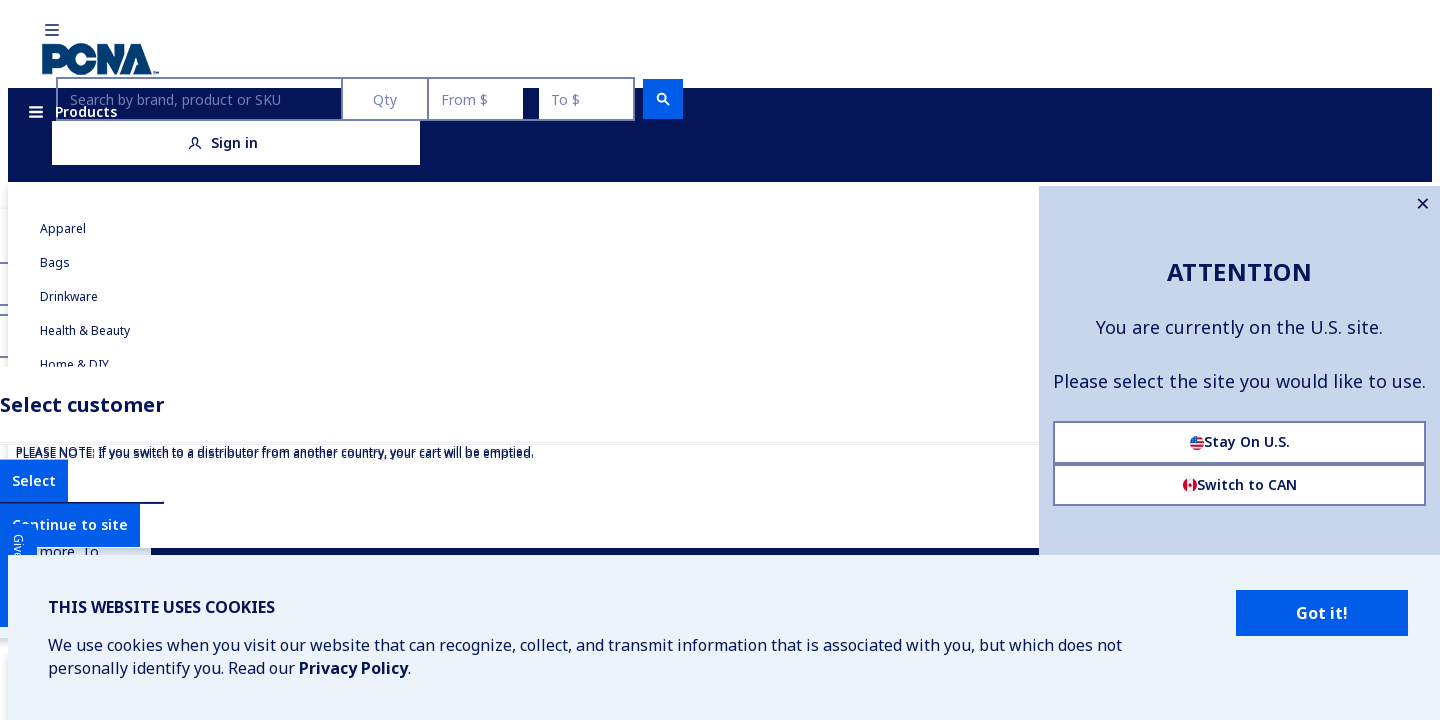 PCNA
Search by brand, product or SKU
Qty
From $
To $
Products
Sign in
Apparel
Bags
Drinkware
Health & Beauty
Home & DIY
Select customer
PLEASE NOTE: If you switch to a distributor from another country, your cart will be emptied.
Select
Continue to site
more. To
✕
ATTENTION
You are currently on the U.S. site.
Please select the site you would like to use.
Stay On U.S.
Switch to CAN
THIS WEBSITE USES COOKIES
We use cookies when you visit our website that can recognize, collect, and transmit information that is associated with you, but which does not
personally identify you. Read our Privacy Policy.
Got it!